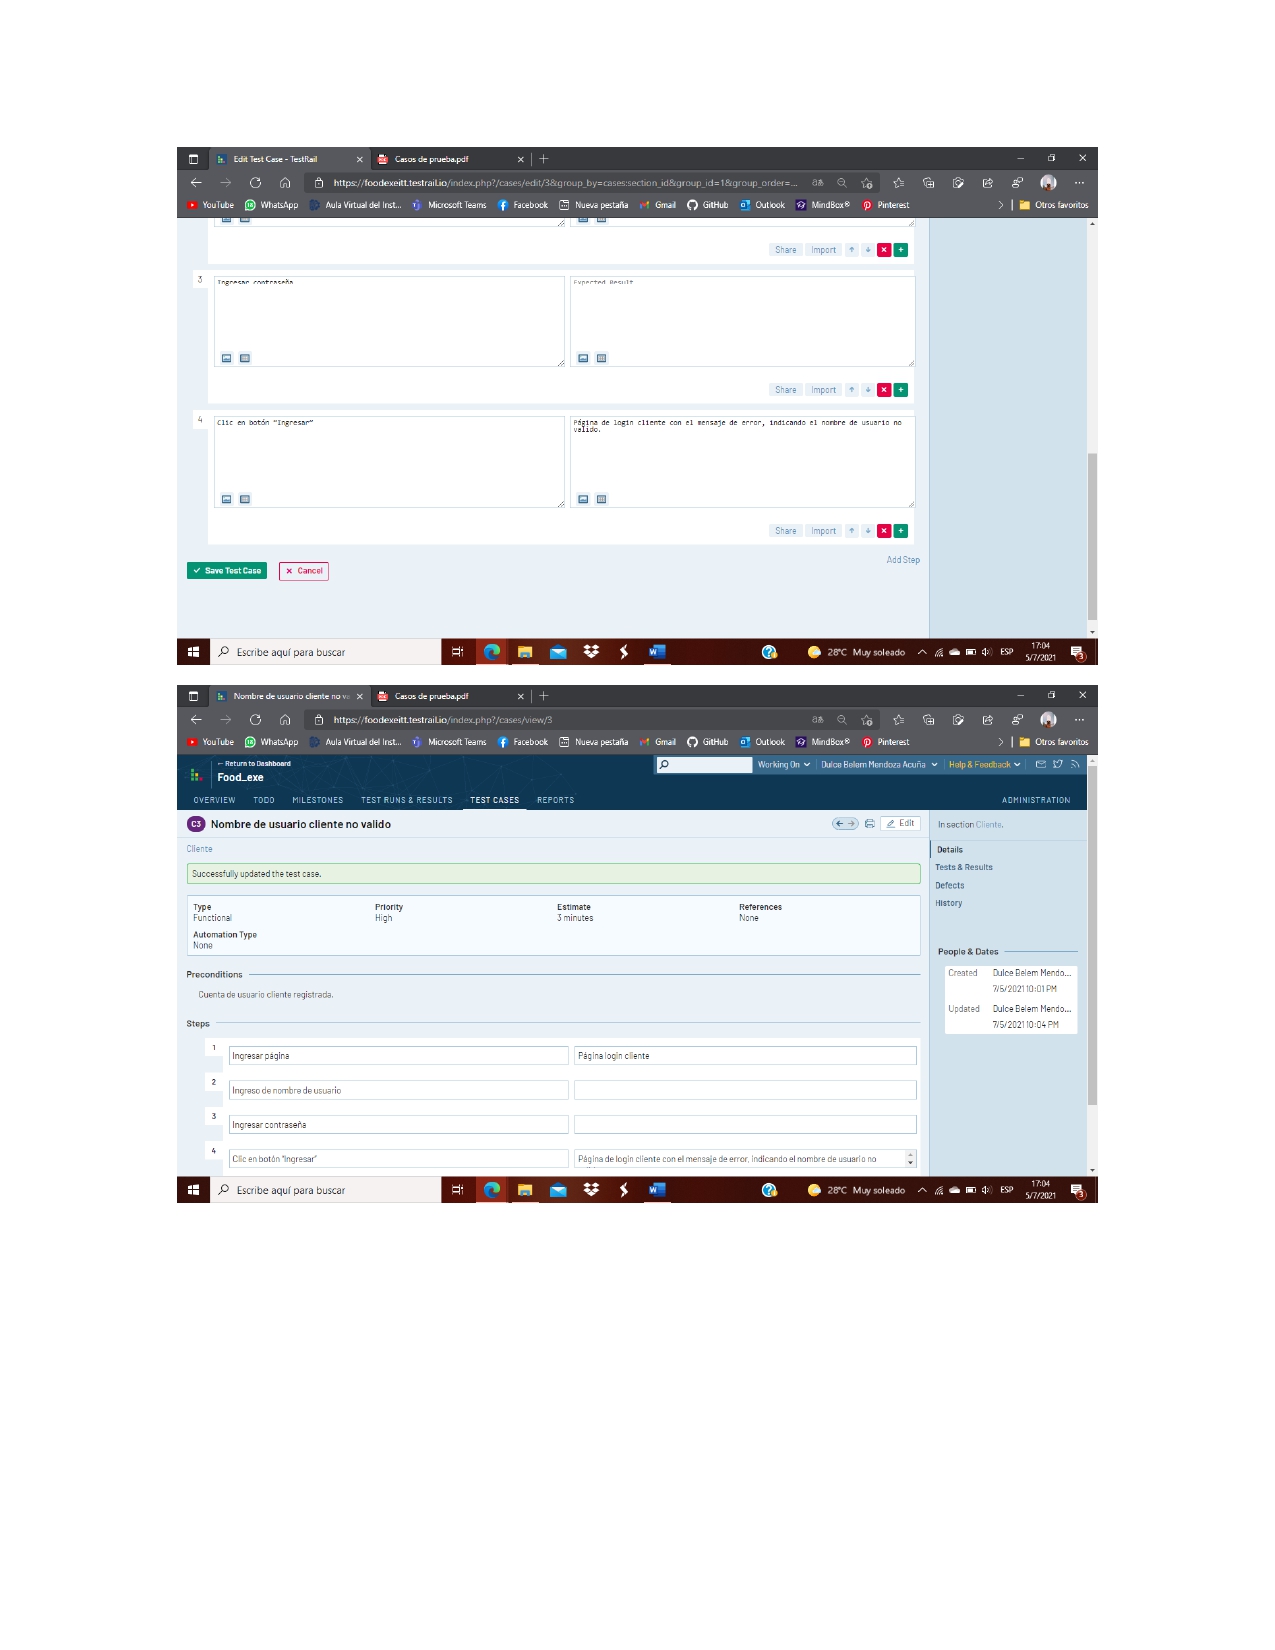 Edit Test Case - TestRail
Casos de prueba.pdf
https://foodexeitt.testrail.io/index.php?/cases/edit/3&group_by=cases:section_id&group_id=1&group_order=...
YouTube WhatsApp Aula Virtual del Inst... Microsoft Teams Facebook Nueva pestaña Gmail GitHub Outlook MindBox® Pinterest Otros favoritos
Share Import
3
Ingresar contraseña
Expected Result
Share Import
4
Clic en botón "Ingresar"
Página de login cliente con el mensaje de error, indicando el nombre de usuario no
valido.
Share Import
Add Step
Save Test Case Cancel
Escribe aquí para buscar
28°C Muy soleado
ESP
17:04
5/7/2021
3
Nombre de usuario cliente no va
Casos de prueba.pdf
https://foodexeitt.testrail.io/index.php?/cases/view/3
YouTube WhatsApp Aula Virtual del Inst... Microsoft Teams Facebook Nueva pestaña Gmail GitHub Outlook MindBox® Pinterest Otros favoritos
← Return to Dashboard
Food_exe
Working On Dulce Belem Mendoza Acuña Help & Feedback
OVERVIEW TODO MILESTONES TEST RUNS & RESULTS TEST CASES REPORTS ADMINISTRATION
C3 Nombre de usuario cliente no valido
Edit
In section Cliente.
Cliente
Details
Tests & Results
Defects
History
Successfully updated the test case.
Type Priority Estimate References
Functional High 3 minutes None
Automation Type
None
People & Dates
Created Dulce Belem Mendo...
7/5/2021 10:01 PM
Updated Dulce Belem Mendo...
7/5/2021 10:04 PM
Preconditions
Cuenta de usuario cliente registrada.
Steps
1
Ingresar página
Página login cliente
2
Ingreso de nombre de usuario
3
Ingresar contraseña
4
Clic en botón "Ingresar"
Página de login cliente con el mensaje de error, indicando el nombre de usuario no
Escribe aquí para buscar
28°C Muy soleado
ESP
17:04
5/7/2021
3